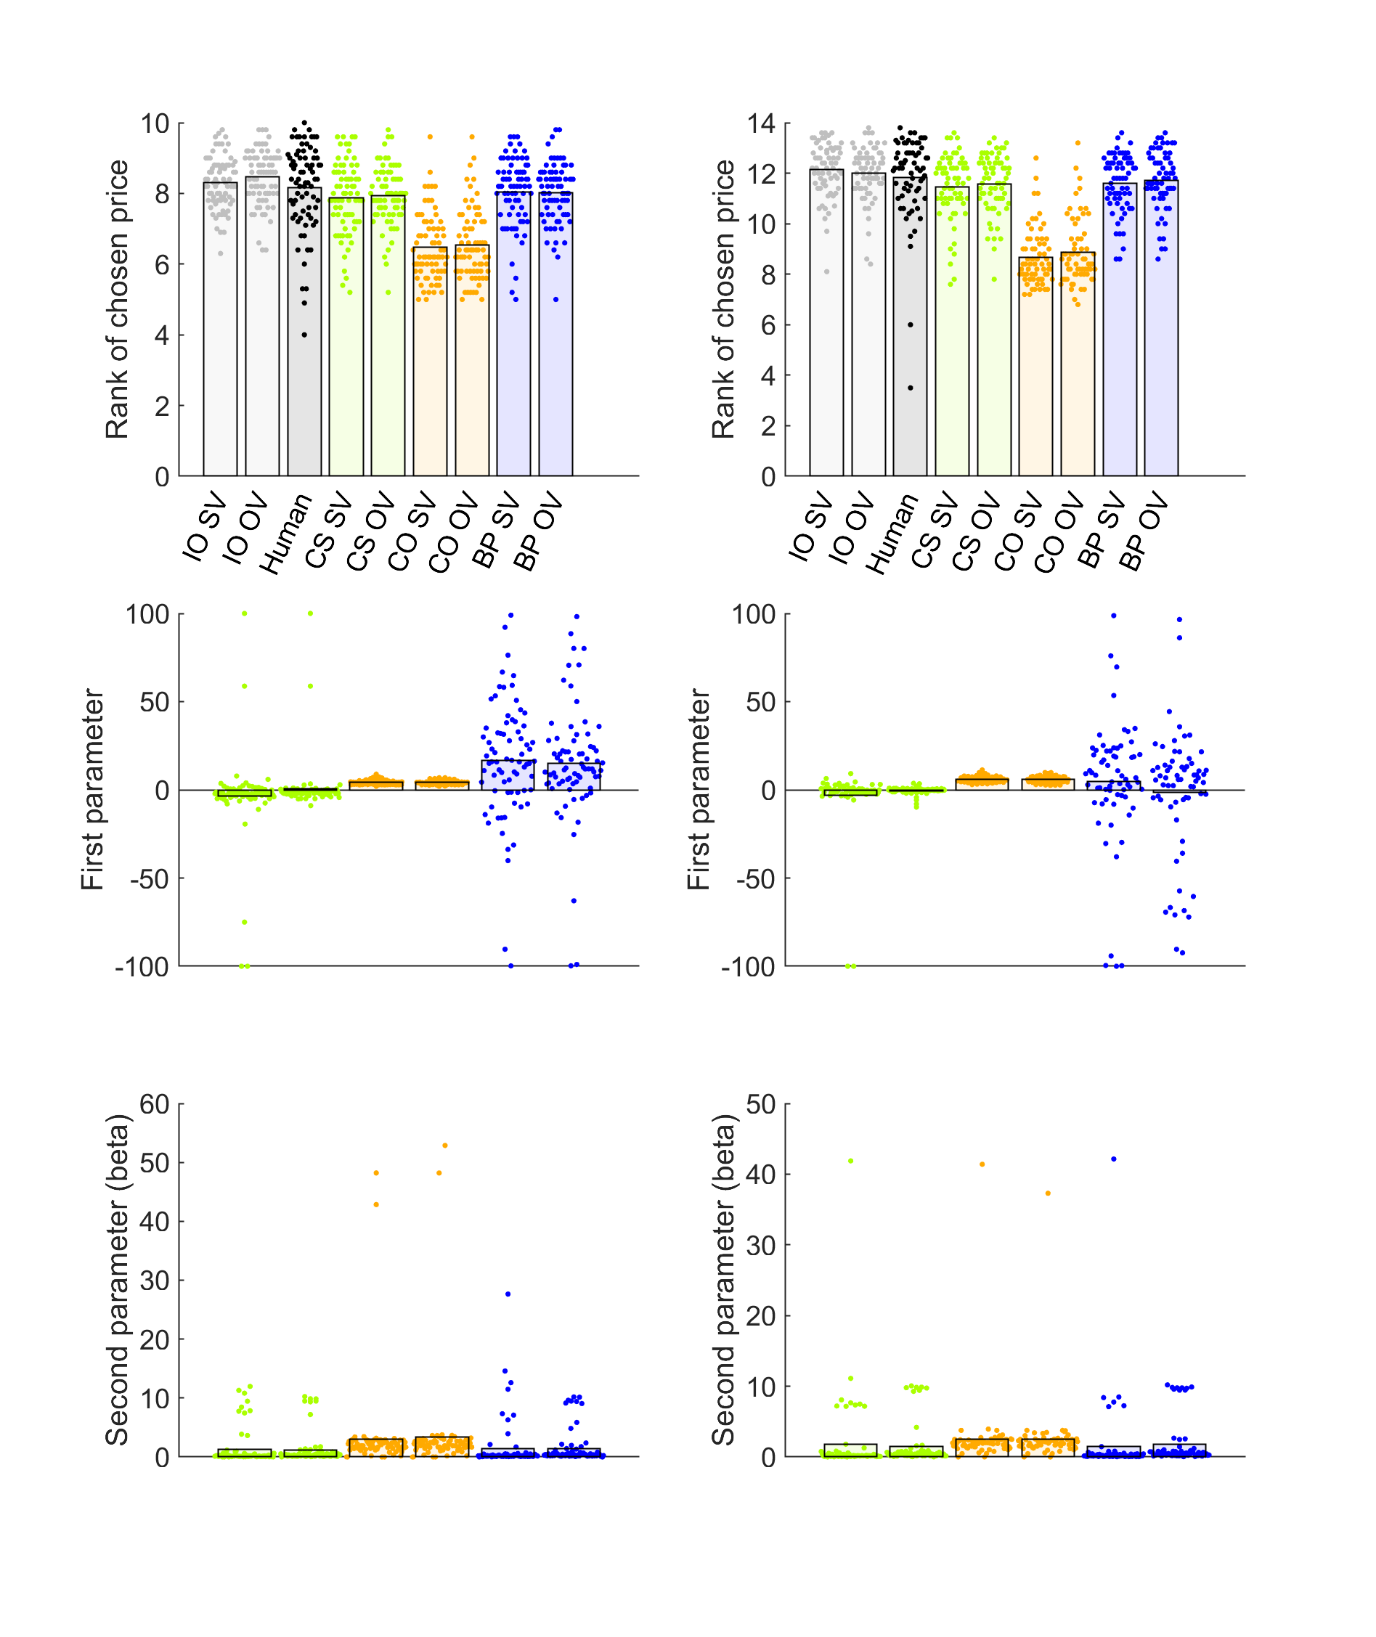 Rank of chosen price
10
8
6
4
2
0
IO SV
IO OV
Human
CS SV
CS OV
CO SV
CO OV
BP SV
BP OV
Rank of chosen price
14
12
10
8
6
4
2
0
IO SV
IO OV
Human
CS SV
CS OV
CO SV
CO OV
BP SV
BP OV
First parameter
100
50
0
-50
-100
First parameter
100
50
0
-50
-100
Second parameter (beta)
60
50
40
30
20
10
0
Second parameter (beta)
50
40
30
20
10
0